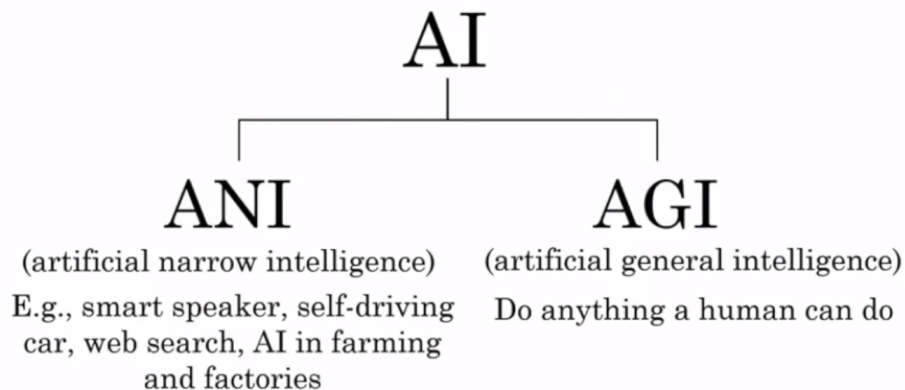 AI
ANI
(artificial narrow intelligence)
E.g., smart speaker, self-driving
car, web search, AI in farming
and factories
AGI
(artificial general intelligence)
Do anything a human can do